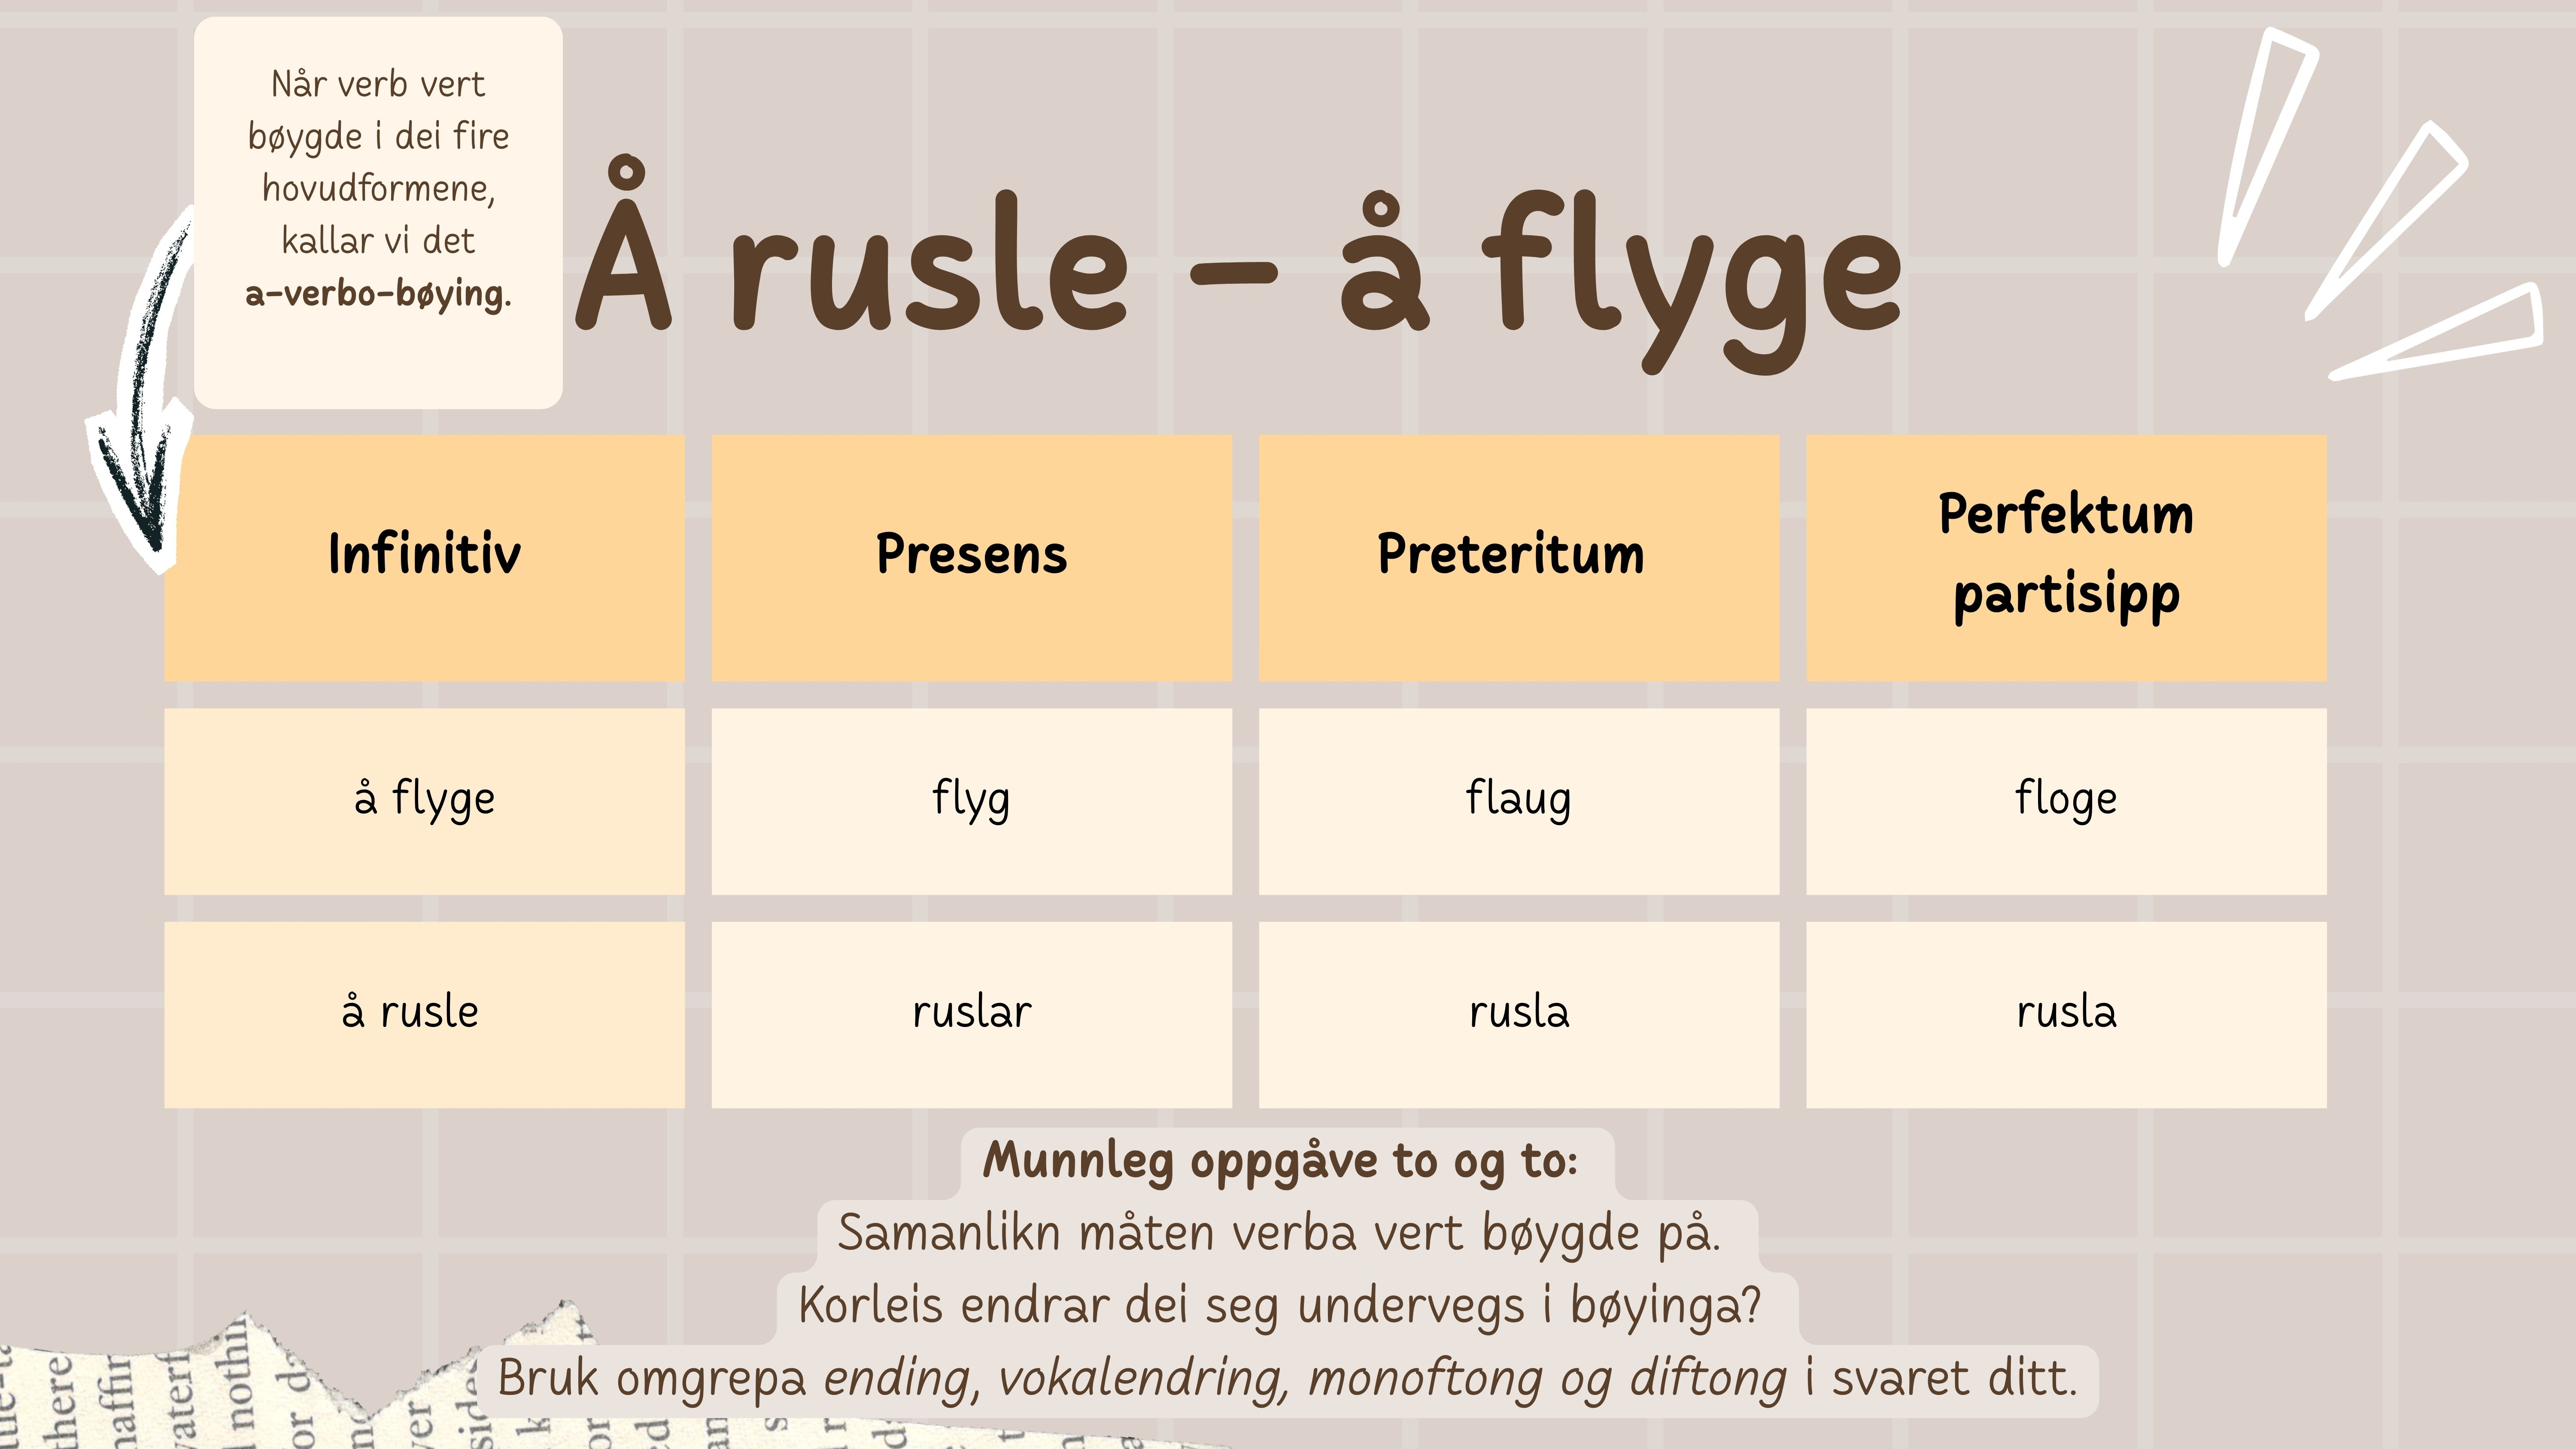 Når verb vert
bøygde i dei fire
hovudformene,
kallar vi det
a-verbo-bøying.
Å rusle – å flyge
Infinitiv
Presens
Preteritum
Perfektum
partisipp
å flyge
flyg
flaug
floge
å rusle
ruslar
rusla
rusla
Munnleg oppgåve to og to:
Samanlikn måten verba vert bøygde på.
Korleis endrar dei seg undervegs i bøyinga?
Bruk omgrepa ending, vokalendring, monoftong og diftong i svaret ditt.
there